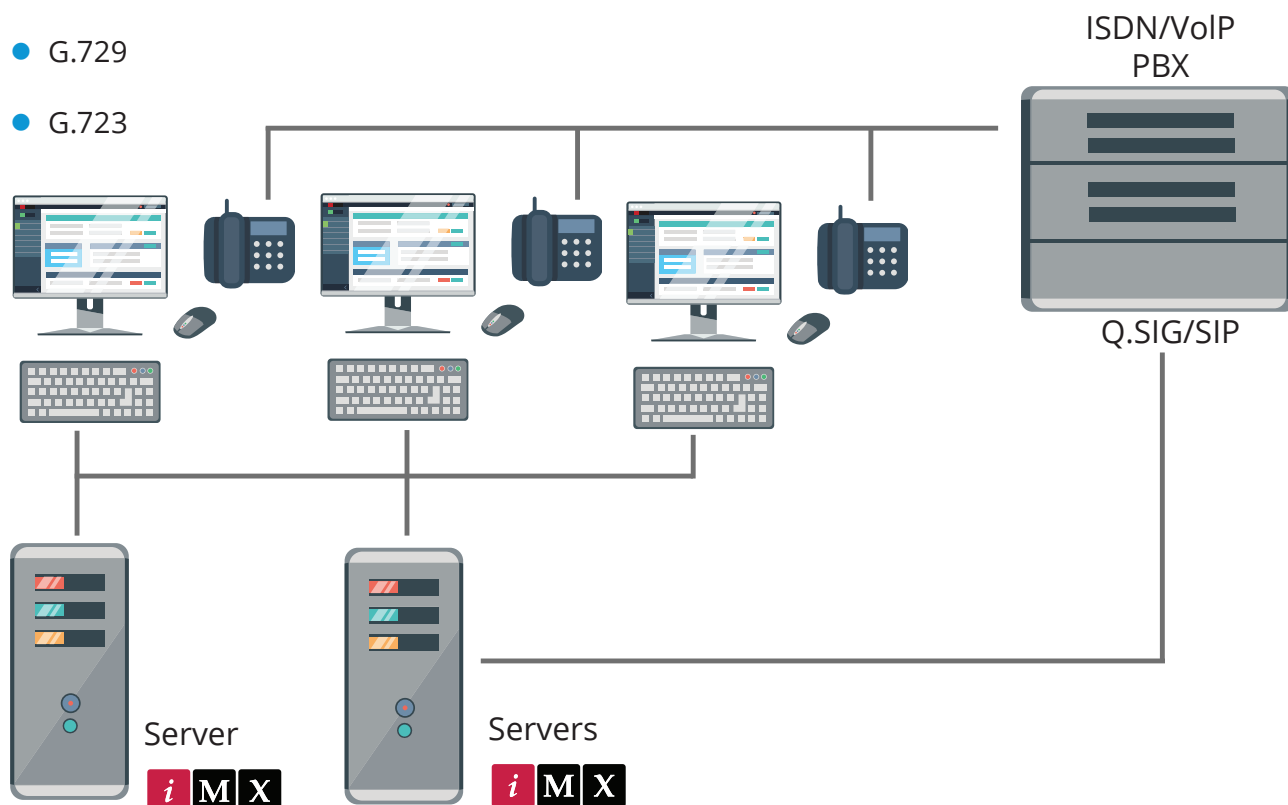 G.729
G.723
ISDN/VoIP
PBX
Q.SIG/SIP
Server
iMX
Servers
iMX